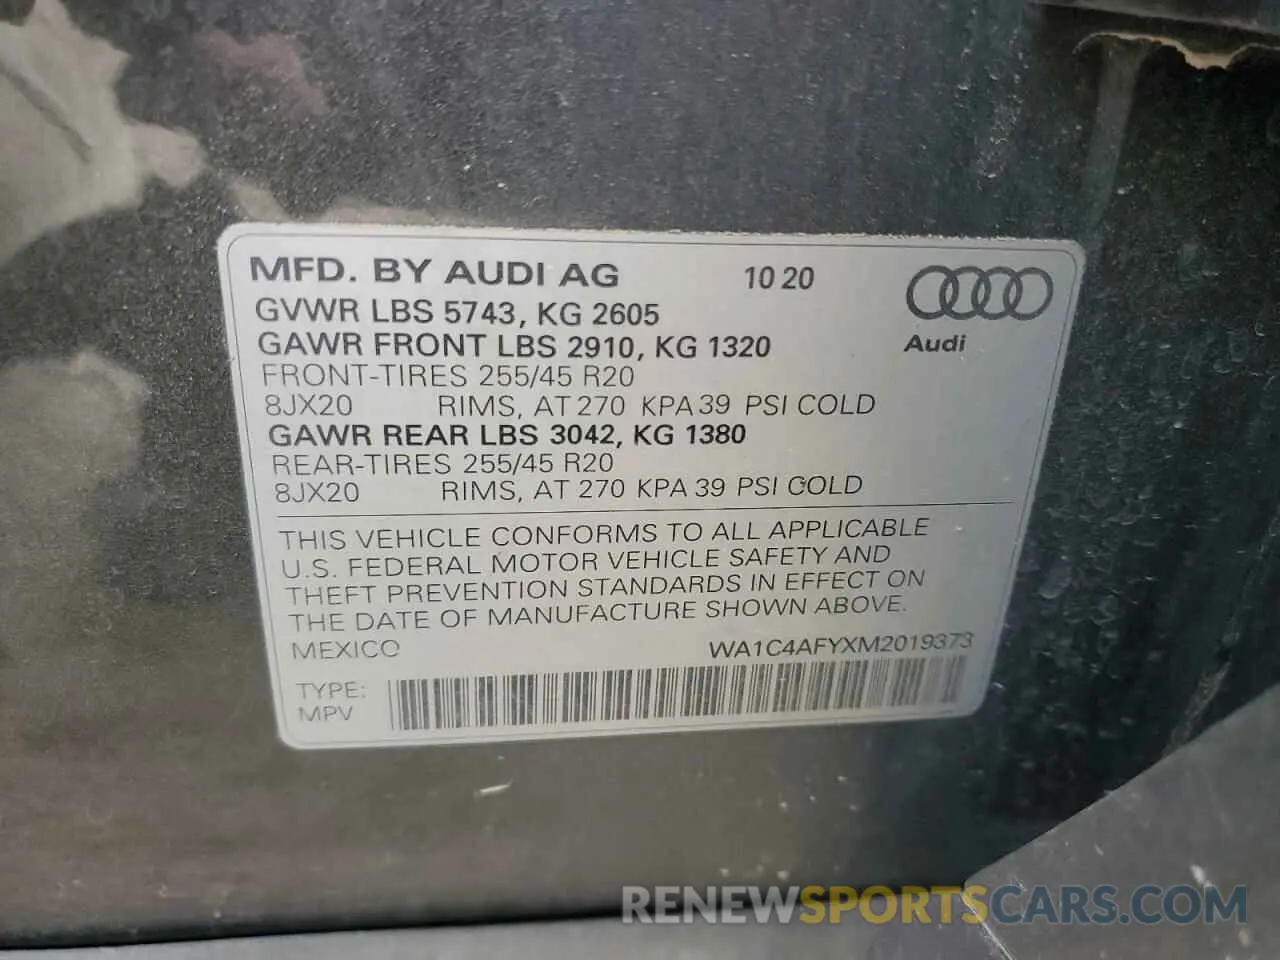 MFD. BY AUDI AG 10 20
GVWR LBS 5743, KG 2605
GAWR FRONT LBS 2910, KG 1320
Audi
FRONT-TIRES 255/45 R20
8JX20 RIMS, AT 270 KPA 39 PSI COLD
GAWR REAR LBS 3042, KG 1380
REAR-TIRES 255/45 R20
8JX20 RIMS, AT 270 KPA 39 PSI COLD
THIS VEHICLE CONFORMS TO ALL APPLICABLE
U.S. FEDERAL MOTOR VEHICLE SAFETY AND
THEFT PREVENTION STANDARDS IN EFFECT ON
THE DATE OF MANUFACTURE SHOWN ABOVE.
MEXICO WA1C4AFYXM2019373
TYPE:
MPV
RENEWSPORTSCARS.COM